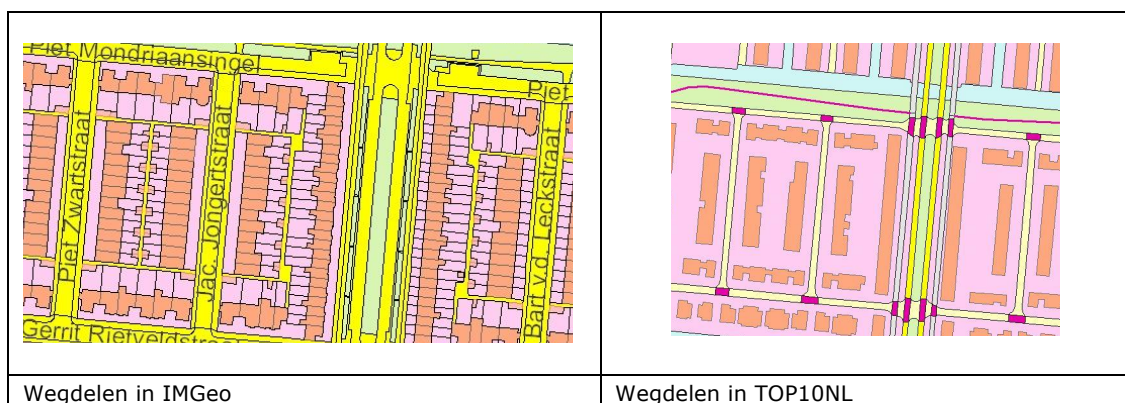 Piet Mondriaansingel
Piet
Piet Zwartstraat
Jac. Jongertstraat
Bart v.d. Leckstraat
Gerrit Rietveldstraat
Wegdelen in IMGeo
Wegdelen in TOP10NL